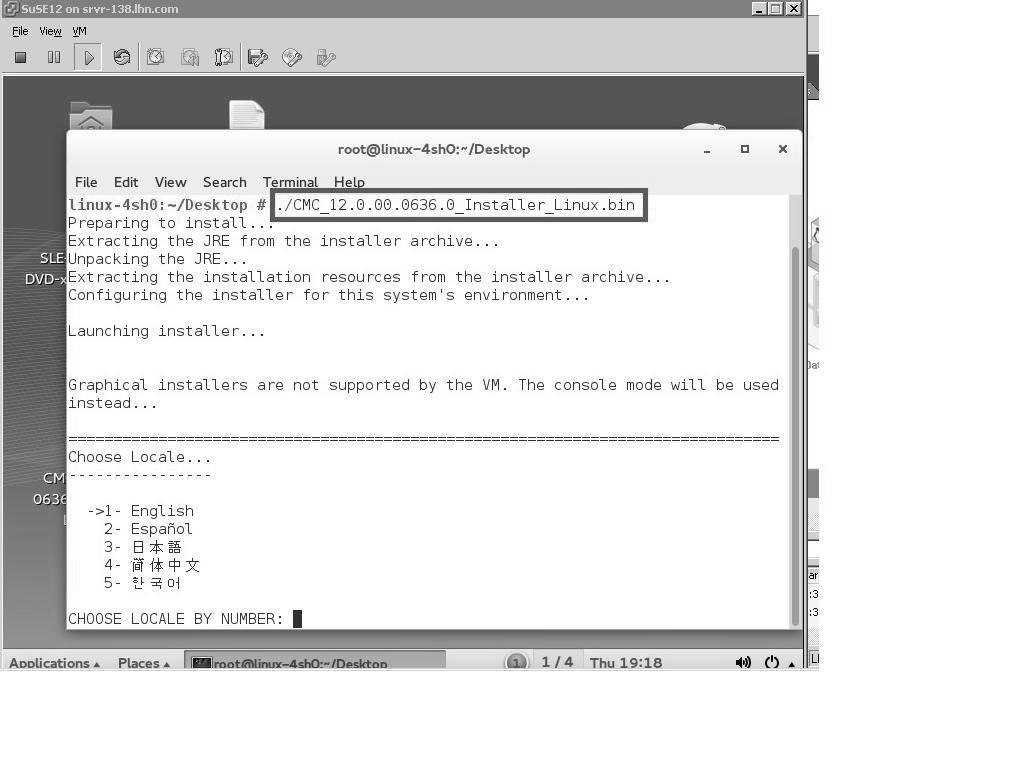 SuSE12 on srvr-138.lhn.com
File View VM
root@linux-4sh0:~/Desktop
File Edit View Search Terminal Help
linux-4sh0:~/Desktop # ./CMC_12.0.00.0636.0_Installer_Linux.bin
Preparing to install...
Extracting the JRE from the installer archive...
Unpacking the JRE...
Extracting the installation resources from the installer archive...
Configuring the installer for this system's environment...
Launching installer...
Graphical installers are not supported by the VM. The console mode will be used
instead...
===============================================================================
Choose Locale...
----------------
->1- English
2- Español
3- 日本語
4- 简体中文
5- 한국어
CHOOSE LOCALE BY NUMBER:
SLE
DVD-x
CM
0636
Applications Places root@linux-4sh0:~/Desktop 1 1 / 4 Thu 19:18